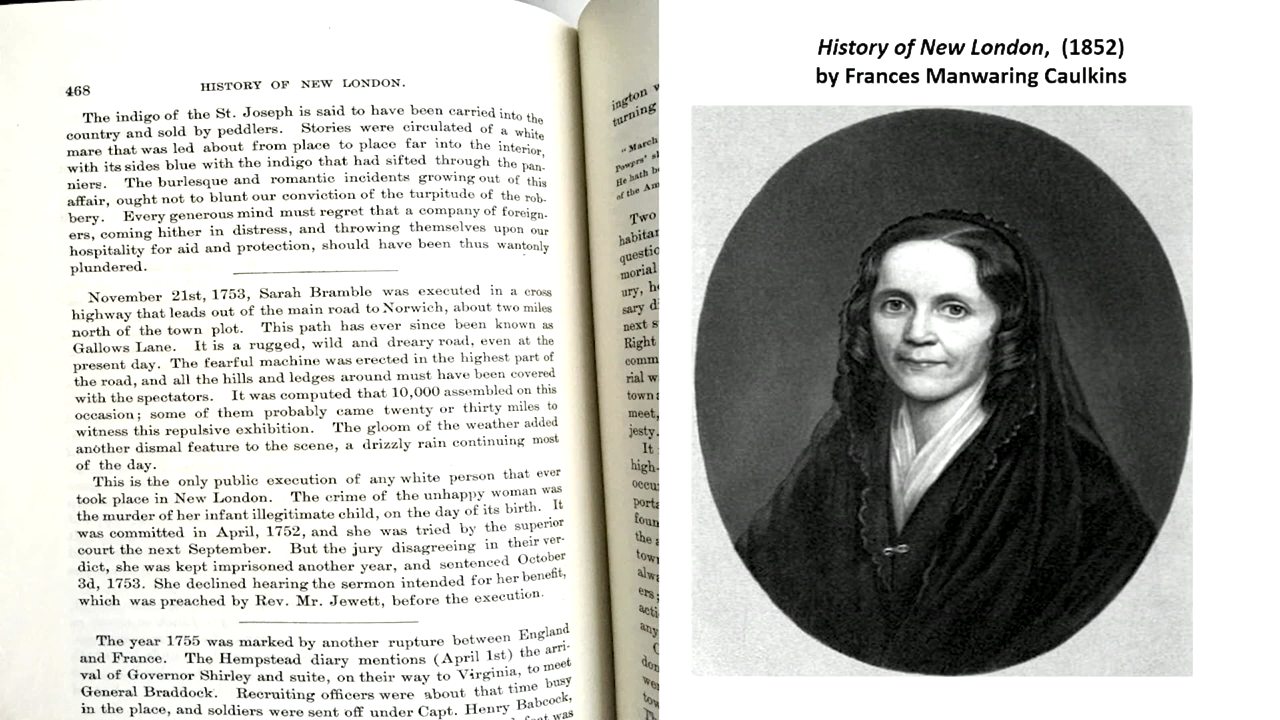 468 HISTORY OF NEW LONDON.
The indigo of the St. Joseph is said to have been carried into the
country and sold by peddlers. Stories were circulated of a white
mare that was led about from place to place far into the interior,
with its sides blue with the indigo that had sifted through the pan-
niers. The burlesque and romantic incidents growing out of this
affair, ought not to blunt our conviction of the turpitude of the rob-
bery. Every generous mind must regret that a company of foreign-
ers, coming hither in distress, and throwing themselves upon our
hospitality for aid and protection, should have been thus wantonly
plundered.
November 21st, 1753, Sarah Bramble was executed in a cross
highway that leads out of the main road to Norwich, about two miles
north of the town plot. This path has ever since been known as
Gallows Lane. It is a rugged, wild and dreary road, even at the
present day. The fearful machine was erected in the highest part of
the road, and all the hills and ledges around must have been covered
with the spectators. It was computed that 10,000 assembled on this
occasion; some of them probably came twenty or thirty miles to
witness this repulsive exhibition. The gloom of the weather added
another dismal feature to the scene, a drizzly rain continuing most
of the day.
This is the only public execution of any white person that ever
took place in New London. The crime of the unhappy woman was
the murder of her infant illegitimate child, on the day of its birth. It
was committed in April, 1752, and she was tried by the superior
court the next September. But the jury disagreeing in their ver-
dict, she was kept imprisoned another year, and sentenced October
3d, 1753. She declined hearing the sermon intended for her benefit,
which was preached by Rev. Mr. Jewett, before the execution.
The year 1755 was marked by another rupture between England
and France. The Hempstead diary mentions (April 1st) the arri-
val of Governor Shirley and suite, on their way to Virginia, to meet
General Braddock. Recruiting officers were about that time busy
in the place, and soldiers were sent off under Capt. Henry Babcock,
was
ington
turning
"March
Powers'
He hath
of the
Two
next
Right
town
meet,
jesty.
It
high-
the
History of New London, (1852)
by Frances Manwaring Caulkins